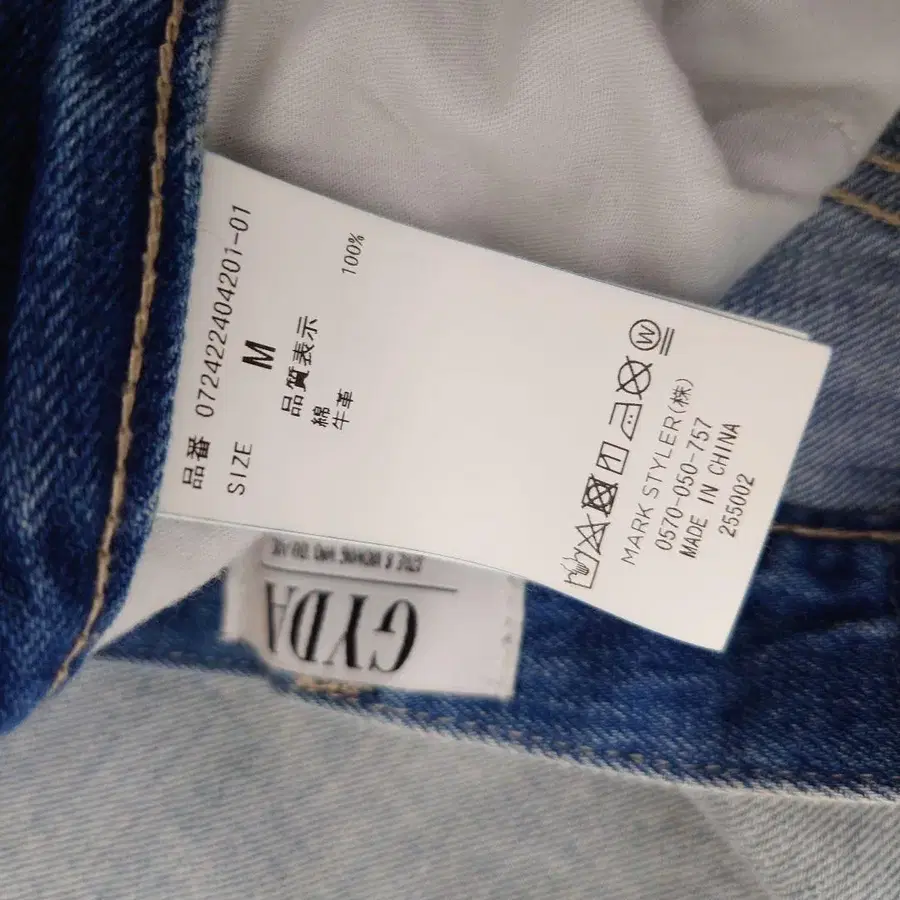 品番 072422404201-01
SIZE M
品質表示
綿 100%
牛革
W
MARK STYLER(株)
0570-050-757
MADE IN CHINA
255002
GYDA